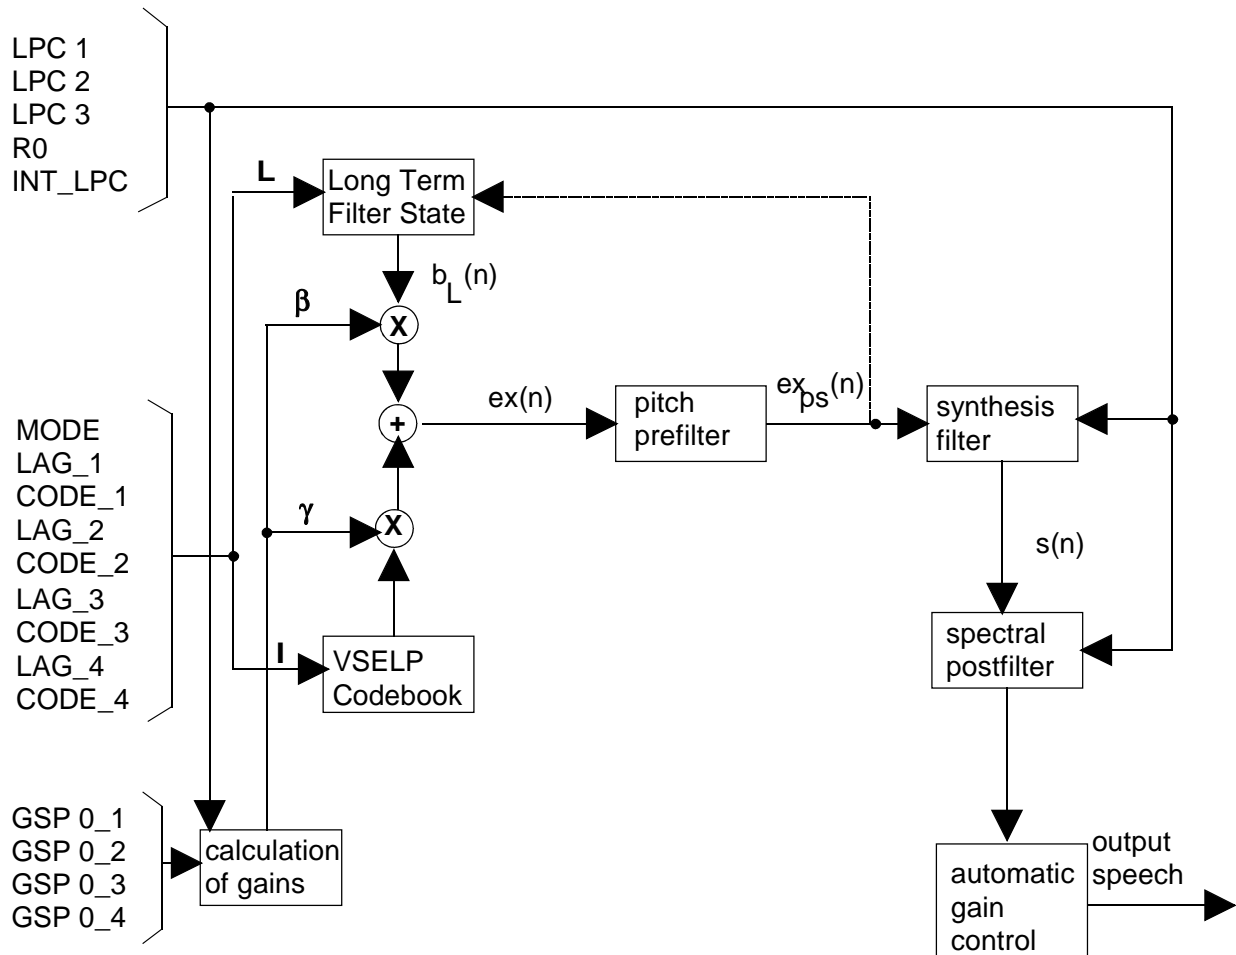 LPC 1
LPC 2
LPC 3
R0
INT_LPC
L
Long Term
Filter State
b L (n)
β
X
+
ex(n)
pitch
prefilter
ex ps (n)
synthesis
filter
MODE
LAG_1
CODE_1
LAG_2
CODE_2
LAG_3
CODE_3
LAG_4
CODE_4
γ
X
s(n)
I
VSELP
Codebook
spectral
postfilter
GSP 0_1
GSP 0_2
GSP 0_3
GSP 0_4
calculation
of gains
automatic
gain
control
output
speech